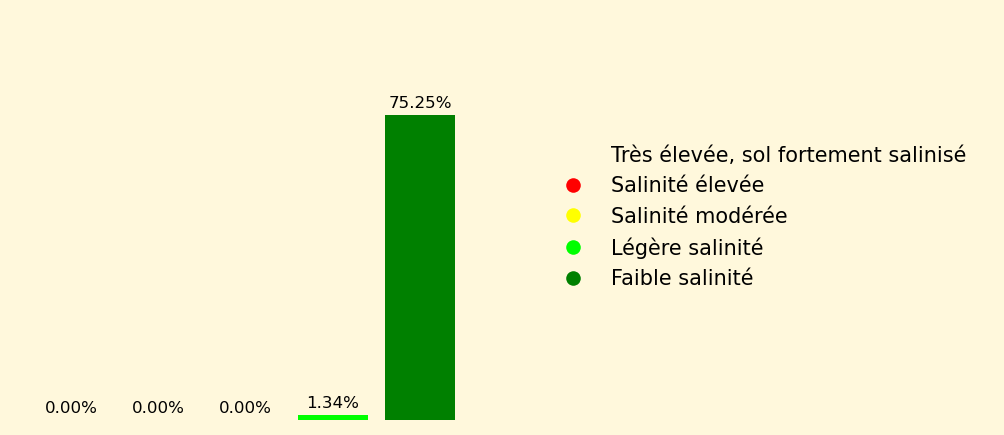 75.25%
0.00%
0.00%
0.00%
1.34%
Très élevée, sol fortement salinisé
Salinité élevée
Salinité modérée
Légère salinité
Faible salinité